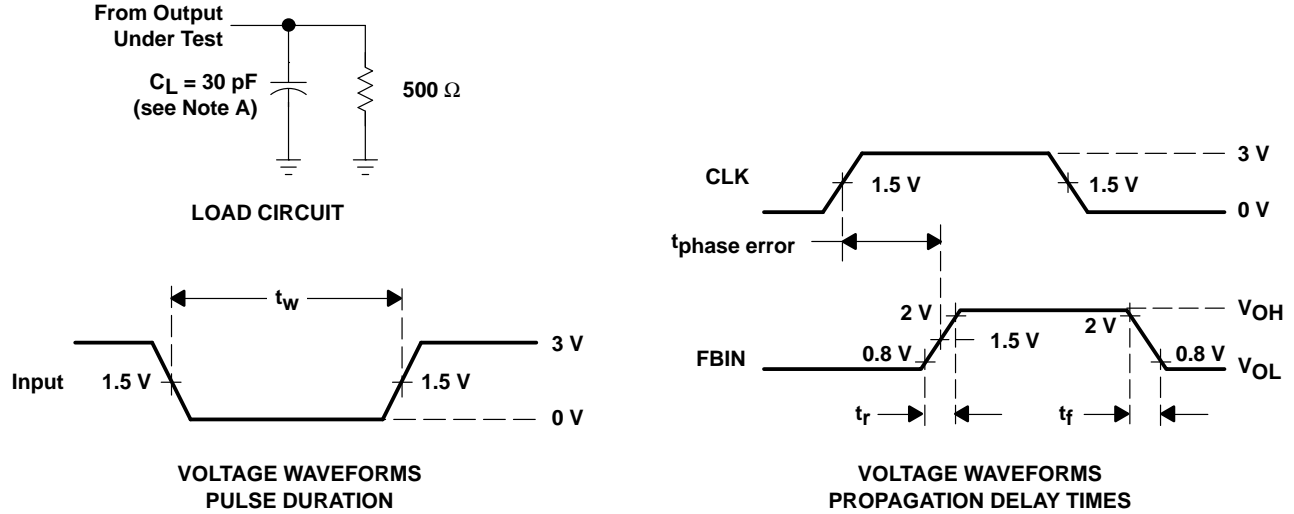 From Output
Under Test
CL = 30 pF
(see Note A)
500 Ω
LOAD CIRCUIT
tw
Input
1.5 V
1.5 V
3 V
0 V
VOLTAGE WAVEFORMS
PULSE DURATION
CLK
1.5 V
1.5 V
3 V
0 V
tphase error
FBIN
0.8 V
2 V
1.5 V
2 V
0.8 V
VOH
VOL
tr
tf
VOLTAGE WAVEFORMS
PROPAGATION DELAY TIMES